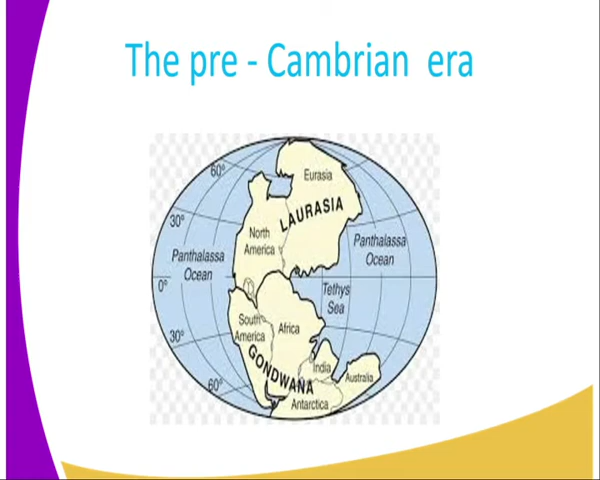 The pre - Cambrian  era
60°
Eurasia
LAURASIA
30°
North
America
Panthalassa
Ocean
Panthalassa
Ocean
0°
Tethys
Sea
South
America
Africa
30°
India
Australia
GONDWANA
60°
Antarctica